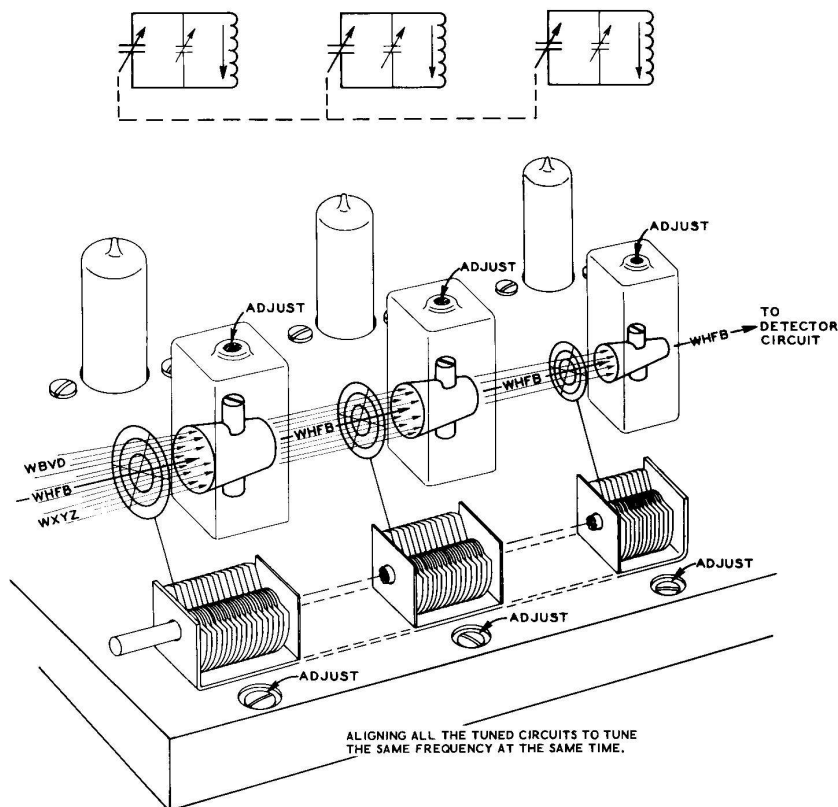 ADJUST
ADJUST
ADJUST
TO
DETECTOR
CIRCUIT
WHFB
WHFB
WHFB
WBVD
WHFB
WXYZ
ADJUST
ADJUST
ADJUST
ALIGNING ALL THE TUNED CIRCUITS TO TUNE
THE SAME FREQUENCY AT THE SAME TIME.